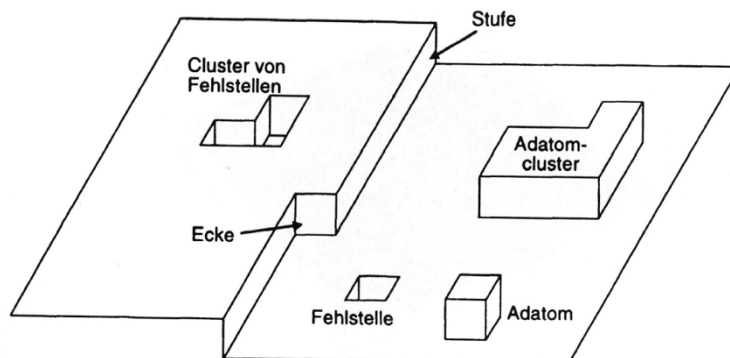 Stufe
Cluster von
Fehlstellen
Adatom-
cluster
Ecke
Fehlstelle
Adatom